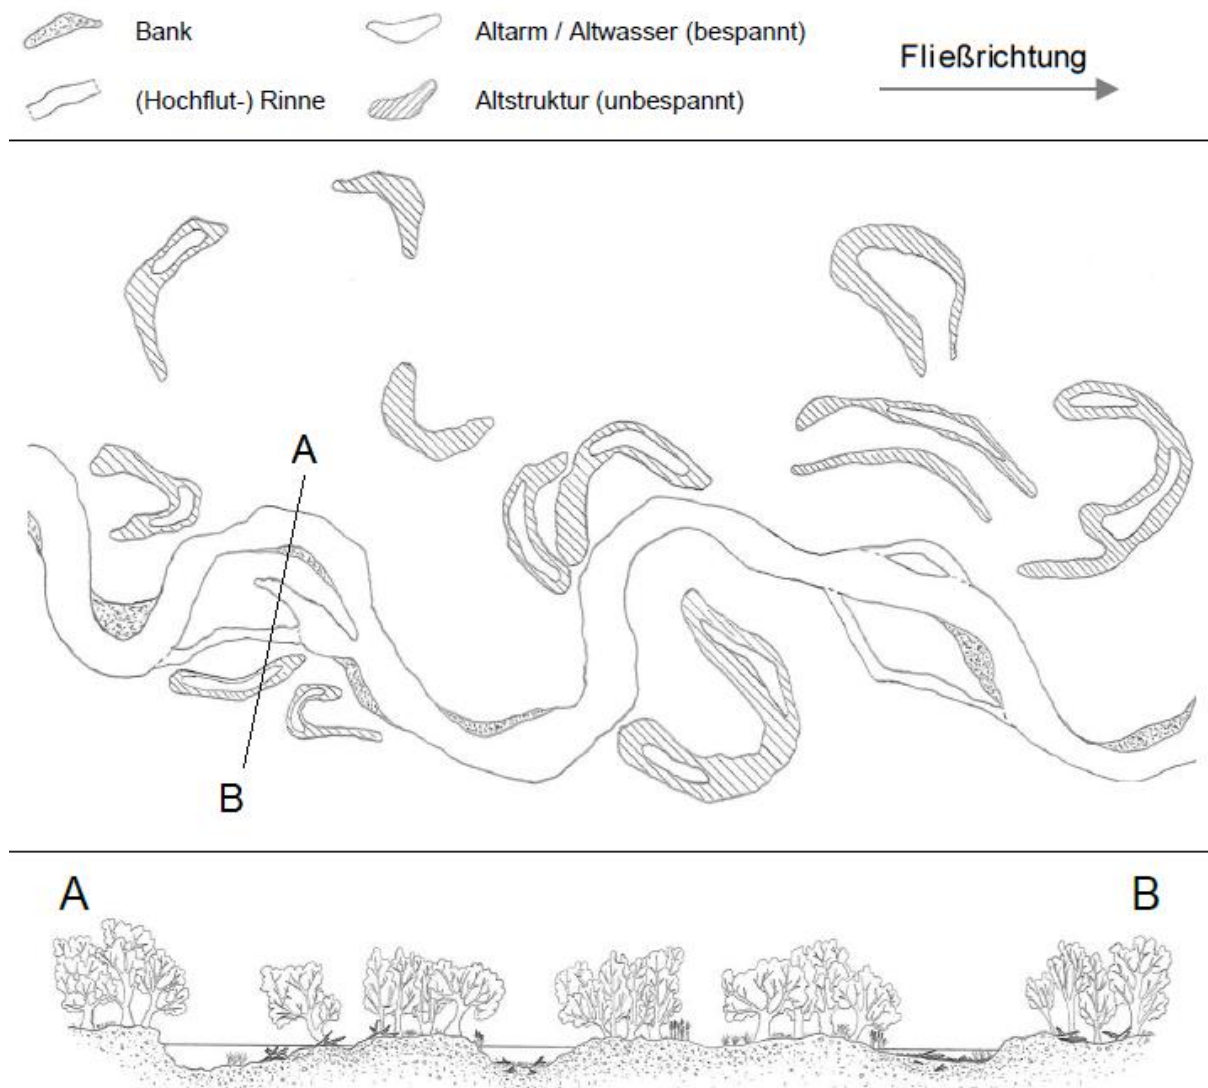 Bank
Altarm / Altwasser (bespannt)
Fließrichtung
(Hochflut-) Rinne
Altstruktur (unbespannt)
A
B
A
B